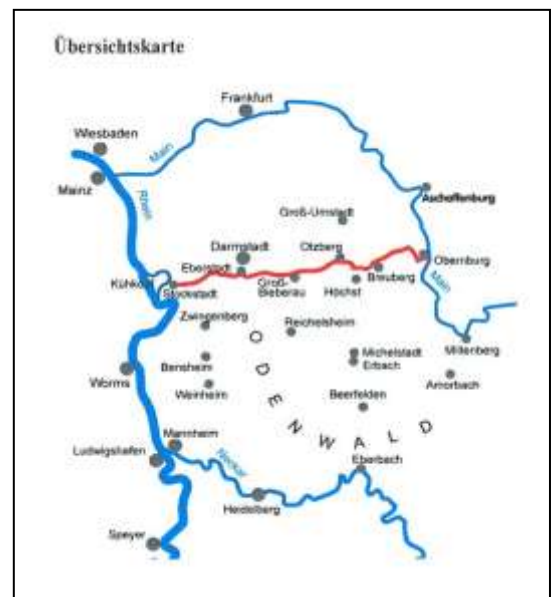 Übersichtskarte
Frankfurt
Wiesbaden
Main
Mainz
Rhein
Aschaffenburg
Groß-Umstadt
Darmstadt
Otzberg
Obernburg
Eberstadt
Kühkopf
Stockstadt
Groß-
Bieberau
Höchst
Breuberg
Main
Zwingenberg
Reichelsheim
Miltenberg
Michelstadt
Erbach
Bensheim
Worms
Weinheim
Amorbach
Beerfelden
ODENWALD
Mannheim
Ludwigshafen
Neckar
Eberbach
Heidelberg
Speyer